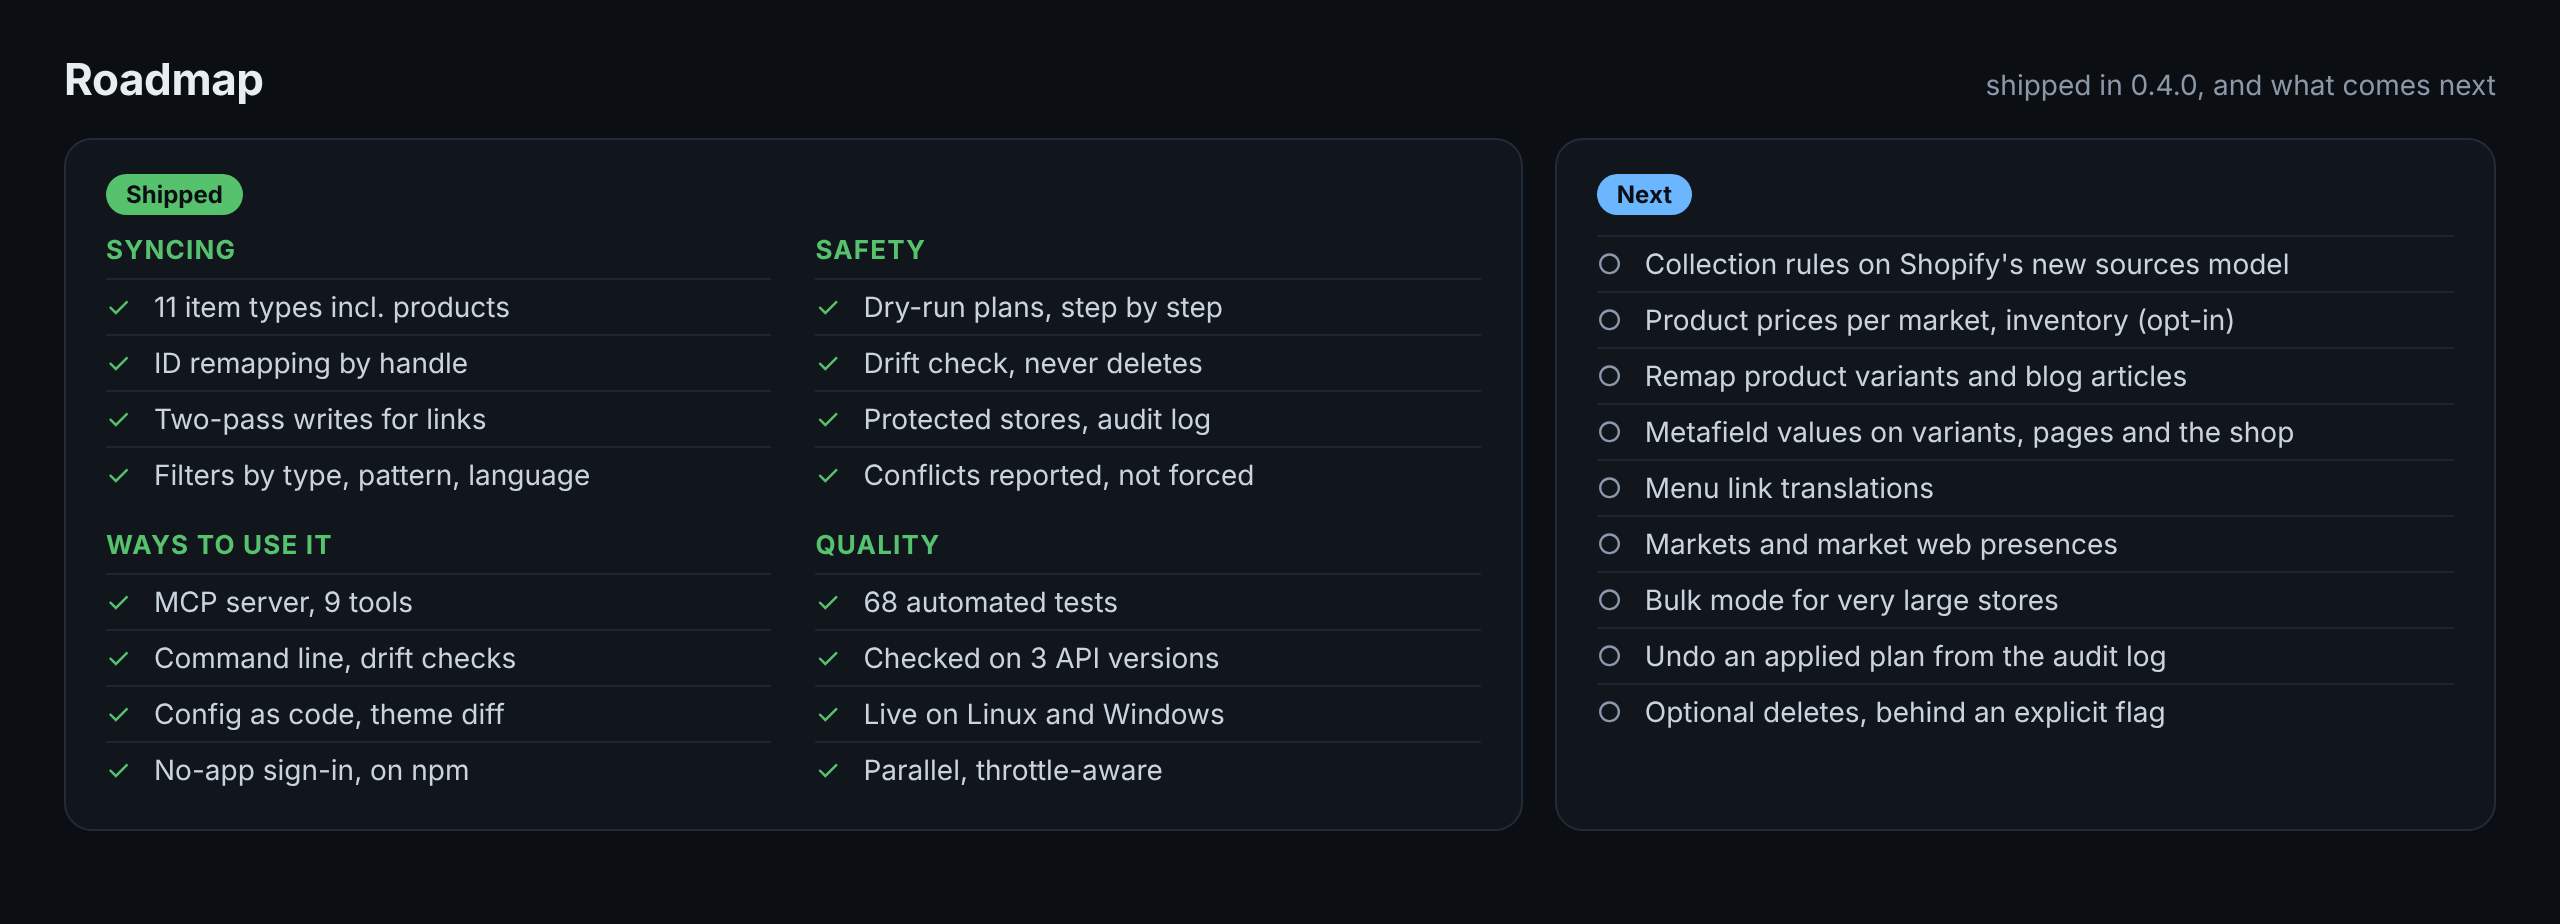 Roadmap
shipped in 0.4.0, and what comes next
Shipped
SYNCING
11 item types incl. products
ID remapping by handle
Two-pass writes for links
Filters by type, pattern, language
SAFETY
Dry-run plans, step by step
Drift check, never deletes
Protected stores, audit log
Conflicts reported, not forced
WAYS TO USE IT
MCP server, 9 tools
Command line, drift checks
Config as code, theme diff
No-app sign-in, on npm
QUALITY
68 automated tests
Checked on 3 API versions
Live on Linux and Windows
Parallel, throttle-aware
Next
Collection rules on Shopify's new sources model
Product prices per market, inventory (opt-in)
Remap product variants and blog articles
Metafield values on variants, pages and the shop
Menu link translations
Markets and market web presences
Bulk mode for very large stores
Undo an applied plan from the audit log
Optional deletes, behind an explicit flag